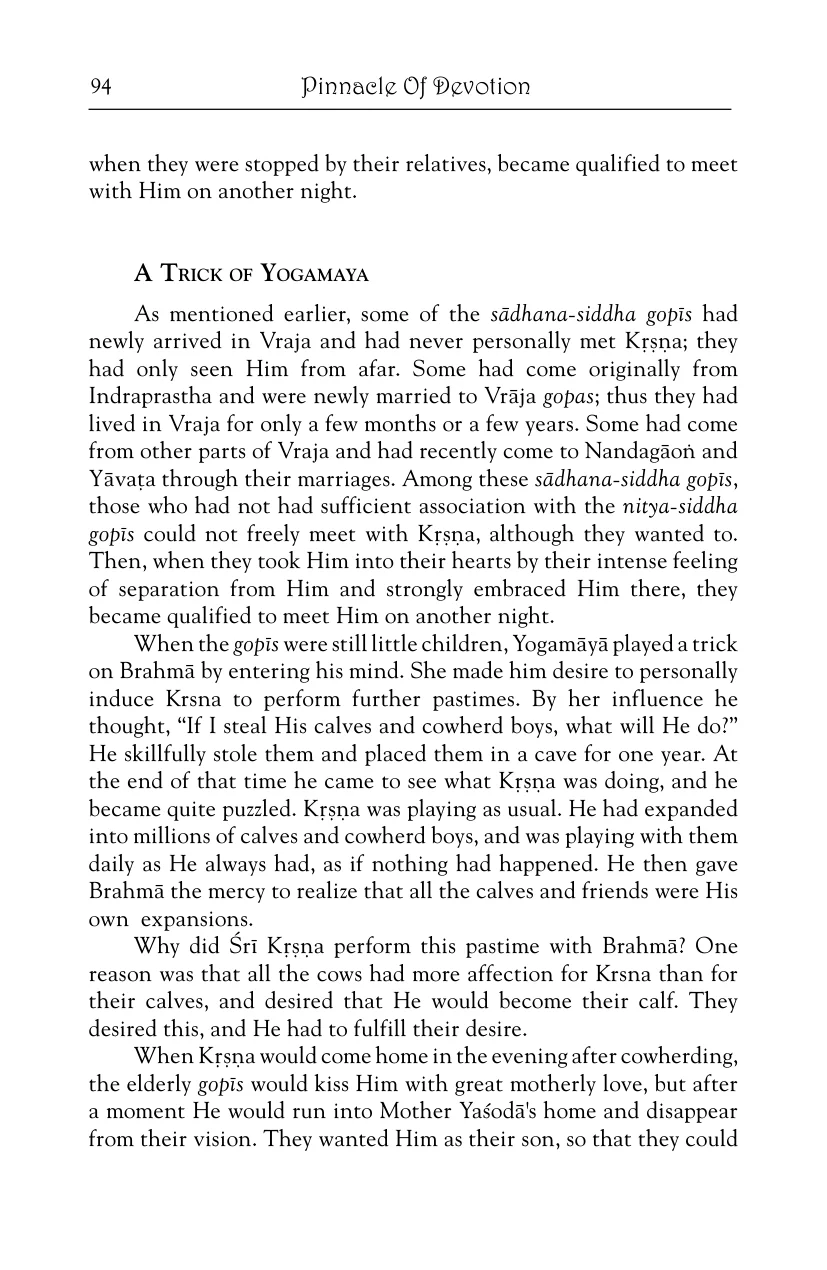 94 Pinnacle Of Devotion
when they were stopped by their relatives, became qualified to meet
with Him on another night.
A Trick of Yogamaya
As mentioned earlier, some of the sādhana-siddha gopīs had
newly arrived in Vraja and had never personally met Kṛṣṇa; they
had only seen Him from afar. Some had come originally from
Indraprastha and were newly married to Vrāja gopas; thus they had
lived in Vraja for only a few months or a few years. Some had come
from other parts of Vraja and had recently come to Nandagāoṅ and
Yāvaṭa through their marriages. Among these sādhana-siddha gopīs,
those who had not had sufficient association with the nitya-siddha
gopīs could not freely meet with Kṛṣṇa, although they wanted to.
Then, when they took Him into their hearts by their intense feeling
of separation from Him and strongly embraced Him there, they
became qualified to meet Him on another night.
When the gopīs were still little children, Yogamāyā played a trick
on Brahmā by entering his mind. She made him desire to personally
induce Krsna to perform further pastimes. By her influence he
thought, “If I steal His calves and cowherd boys, what will He do?”
He skillfully stole them and placed them in a cave for one year. At
the end of that time he came to see what Kṛṣṇa was doing, and he
became quite puzzled. Kṛṣṇa was playing as usual. He had expanded
into millions of calves and cowherd boys, and was playing with them
daily as He always had, as if nothing had happened. He then gave
Brahmā the mercy to realize that all the calves and friends were His
own expansions.
Why did Śrī Kṛṣṇa perform this pastime with Brahmā? One
reason was that all the cows had more affection for Krsna than for
their calves, and desired that He would become their calf. They
desired this, and He had to fulfill their desire.
When Kṛṣṇa would come home in the evening after cowherding,
the elderly gopīs would kiss Him with great motherly love, but after
a moment He would run into Mother Yaśodā's home and disappear
from their vision. They wanted Him as their son, so that they could